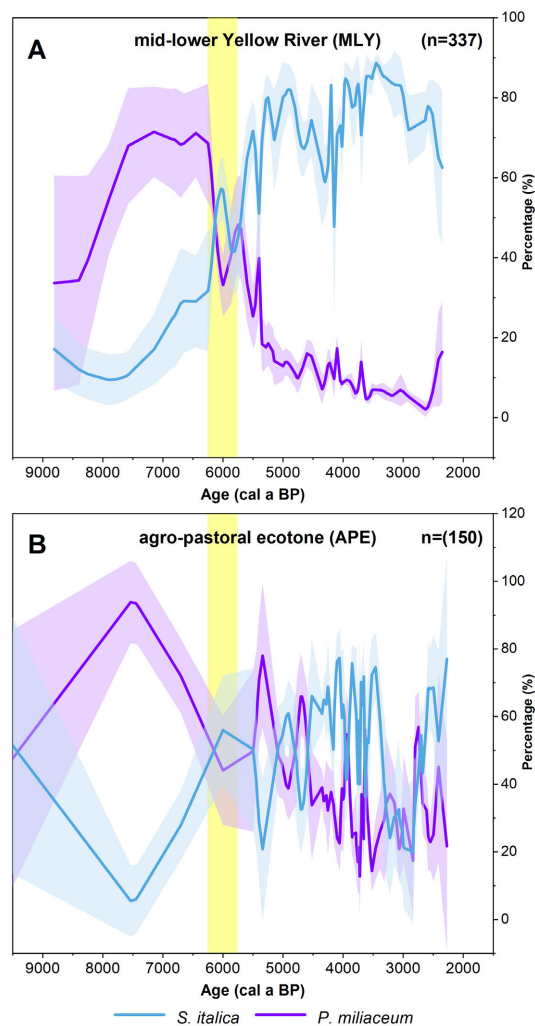 A
mid-lower Yellow River (MLY) (n=337)
100
80
60
40
20
0
Percentage (%)
9000 8000 7000 6000 5000 4000 3000 2000
Age (cal a BP)
B
agro-pastoral ecotone (APE) n=(150)
120
100
80
60
40
20
0
Percentage (%)
9000 8000 7000 6000 5000 4000 3000 2000
Age (cal a BP)
S. italica P. miliaceum